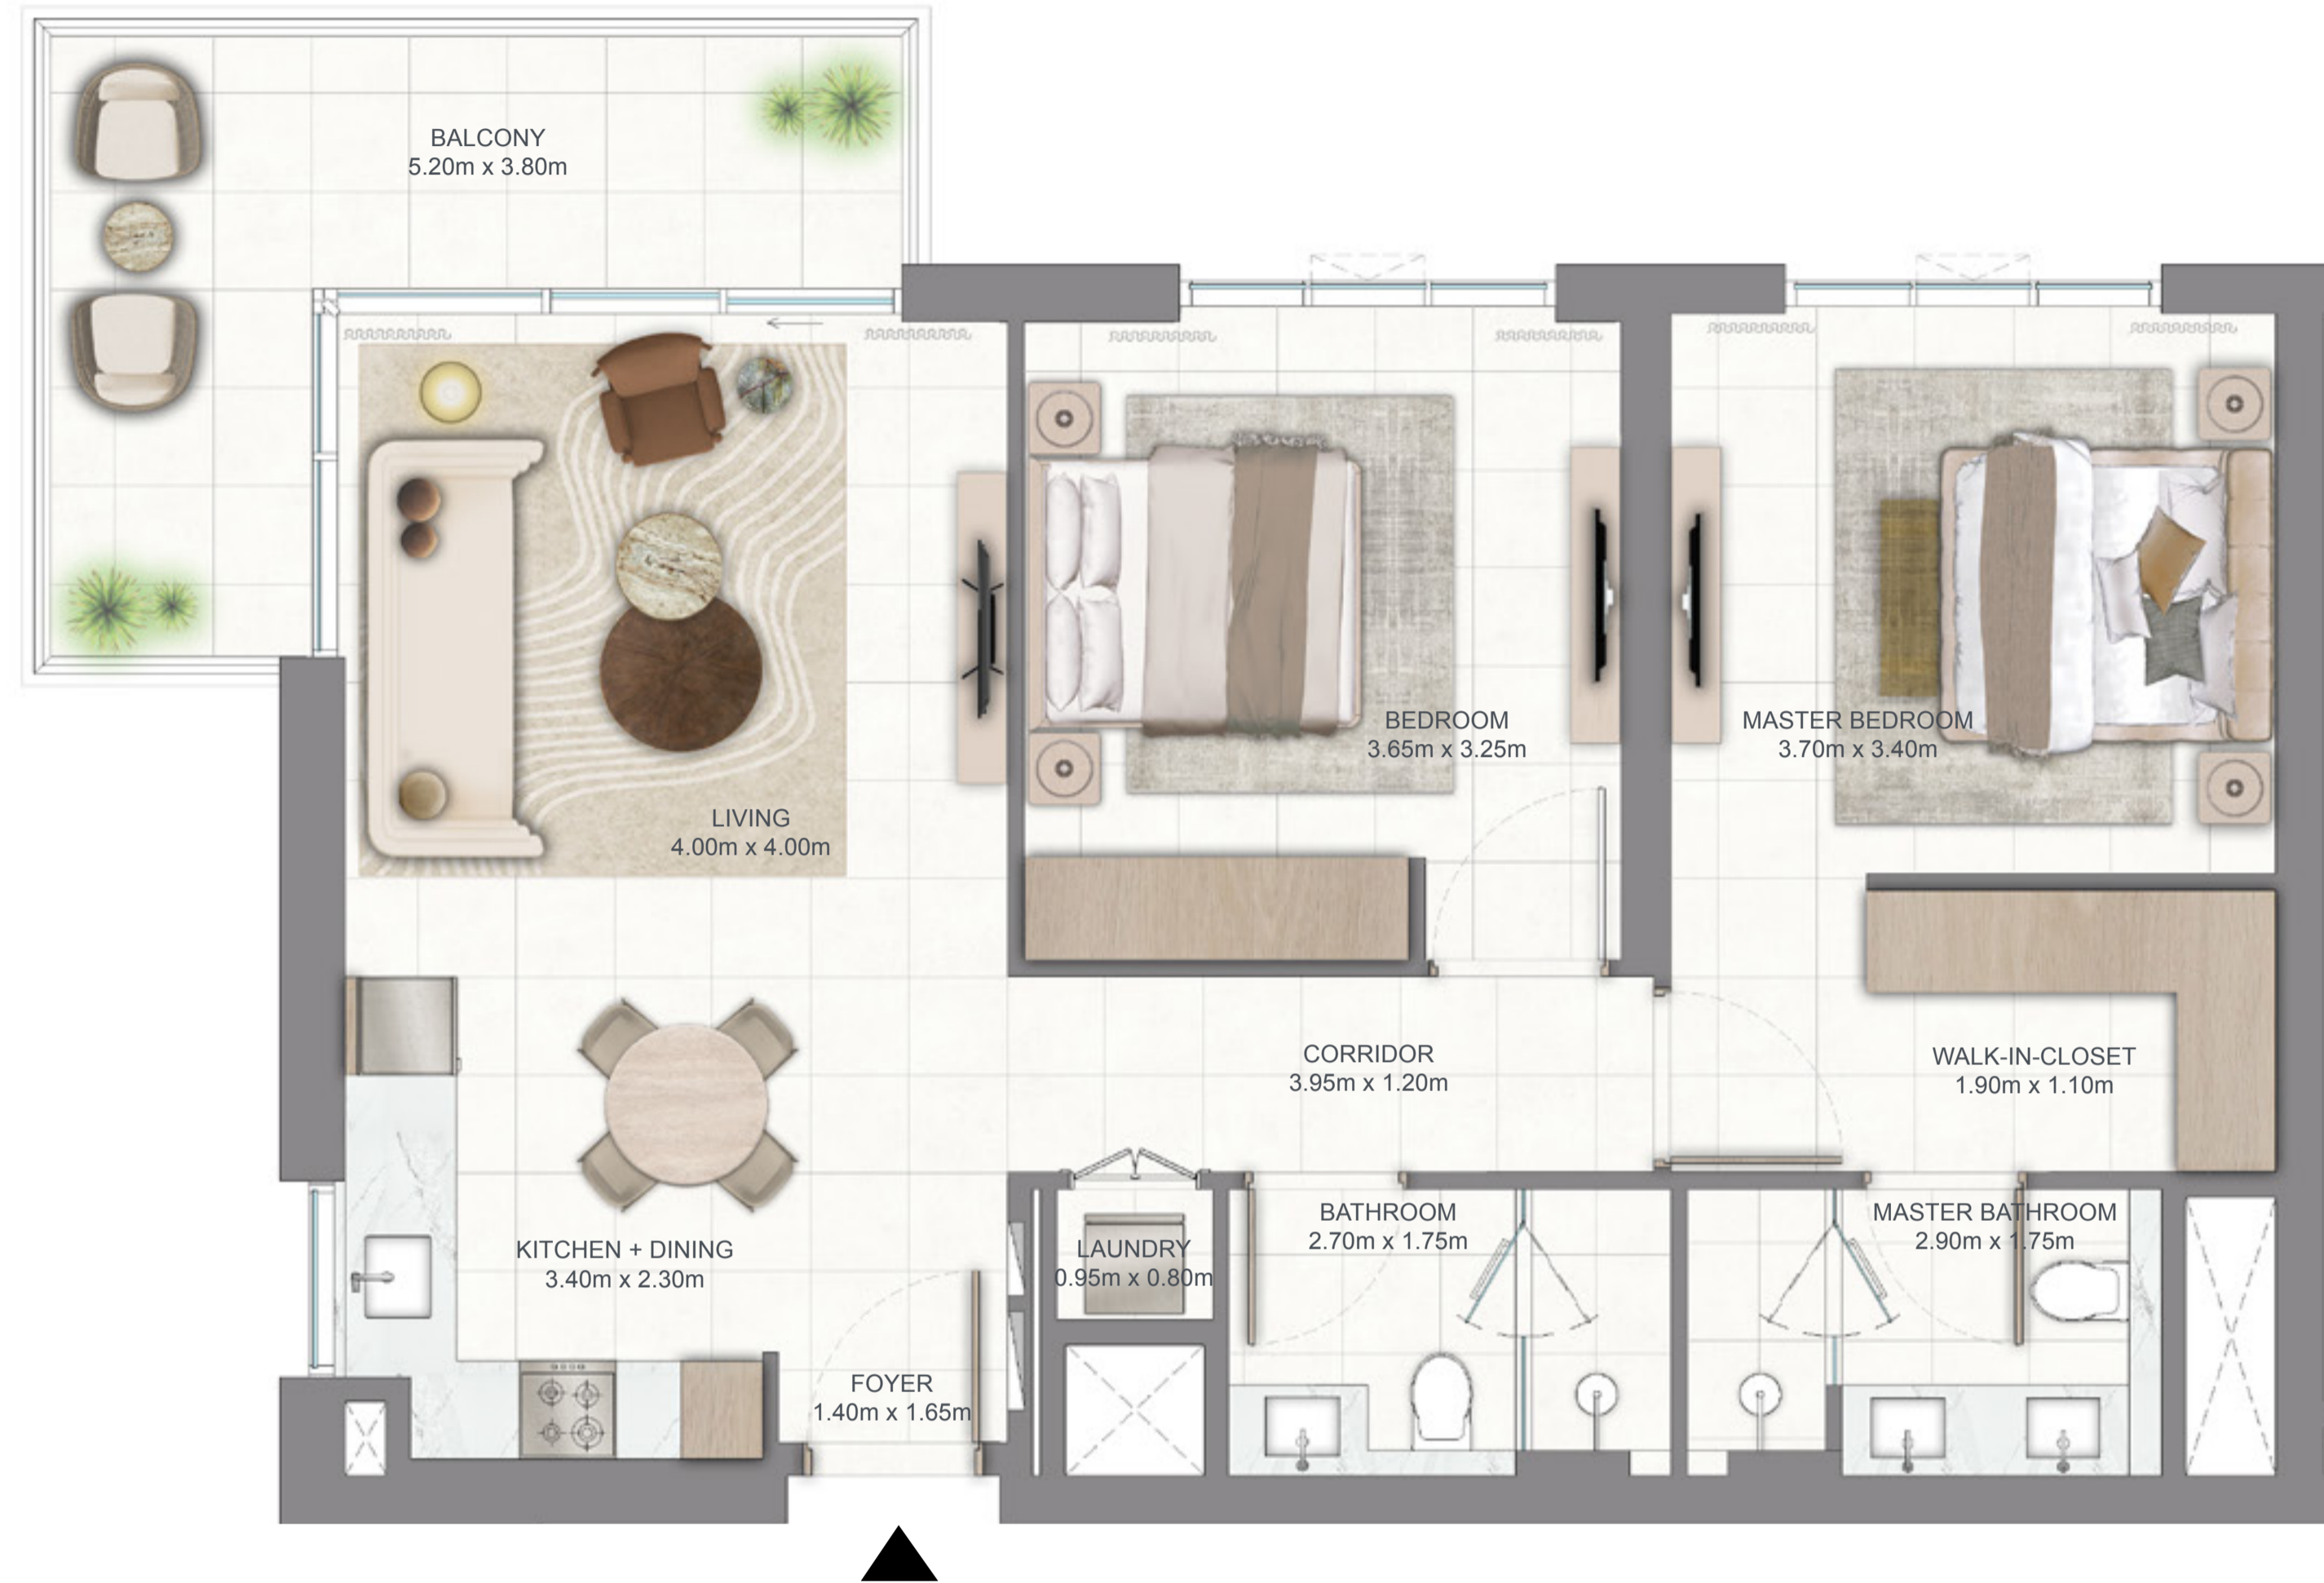 BALCONY
5.20m x 3.80m
BEDROOM
3.65m x 3.25m
MASTER BEDROOM
3.70m x 3.40m
LIVING
4.00m x 4.00m
CORRIDOR
3.95m x 1.20m
WALK-IN-CLOSET
1.90m x 1.10m
KITCHEN + DINING
3.40m x 2.30m
LAUNDRY
0.95m x 0.80m
BATHROOM
2.70m x 1.75m
MASTER BATHROOM
2.90m x 1.75m
FOYER
1.40m x 1.65m